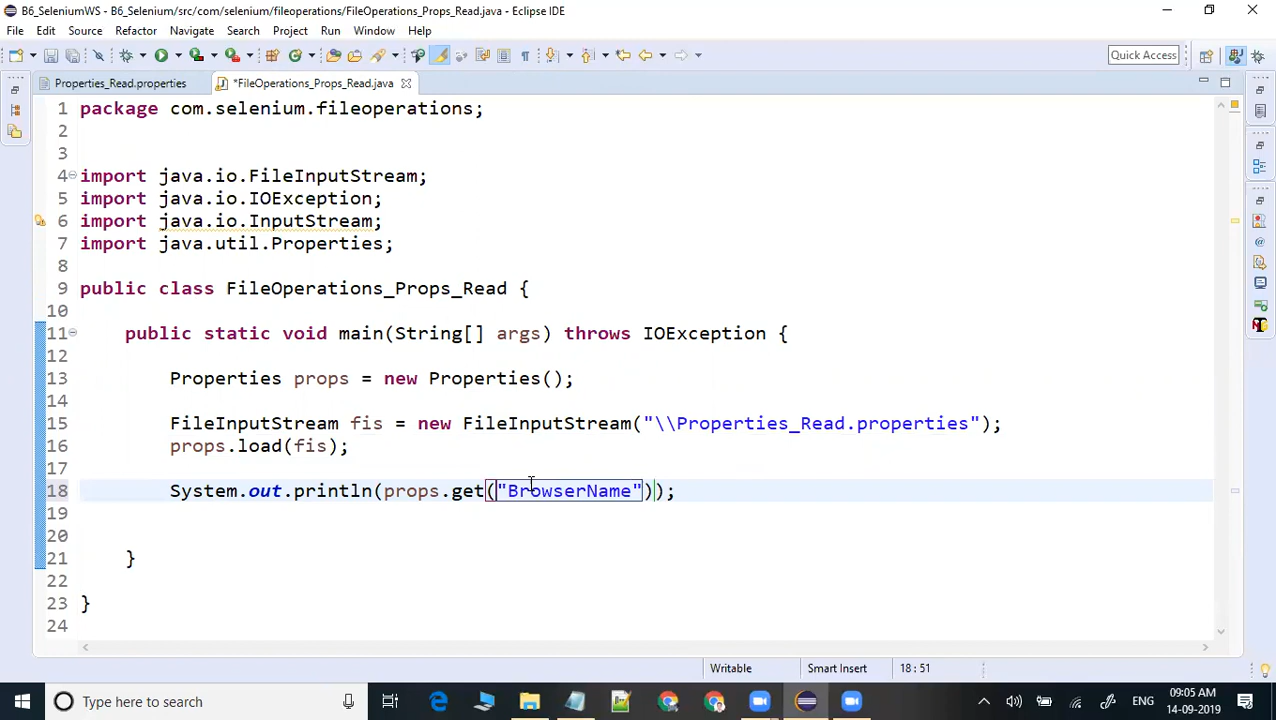 B6_SeleniumWS - B6_Selenium/src/com/selenium/fileoperations/FileOperations_Props_Read.java - Eclipse IDE
File Edit Source Refactor Navigate Search Project Run Window Help
Quick Access
Properties_Read.properties *FileOperations_Props_Read.java
1 package com.selenium.fileoperations;
2
3
4 import java.io.FileInputStream;
5 import java.io.IOException;
6 import java.io.InputStream;
7 import java.util.Properties;
8
9 public class FileOperations_Props_Read {
10
11 public static void main(String[] args) throws IOException {
12
13 Properties props = new Properties();
14
15 FileInputStream fis = new FileInputStream("\\Properties_Read.properties");
16 props.load(fis);
17
18 System.out.println(props.get("BrowserName"));
19
20
21 }
22
23 }
24
Writable Smart Insert 18 : 51
Type here to search
ENG
09:05 AM
14-09-2019